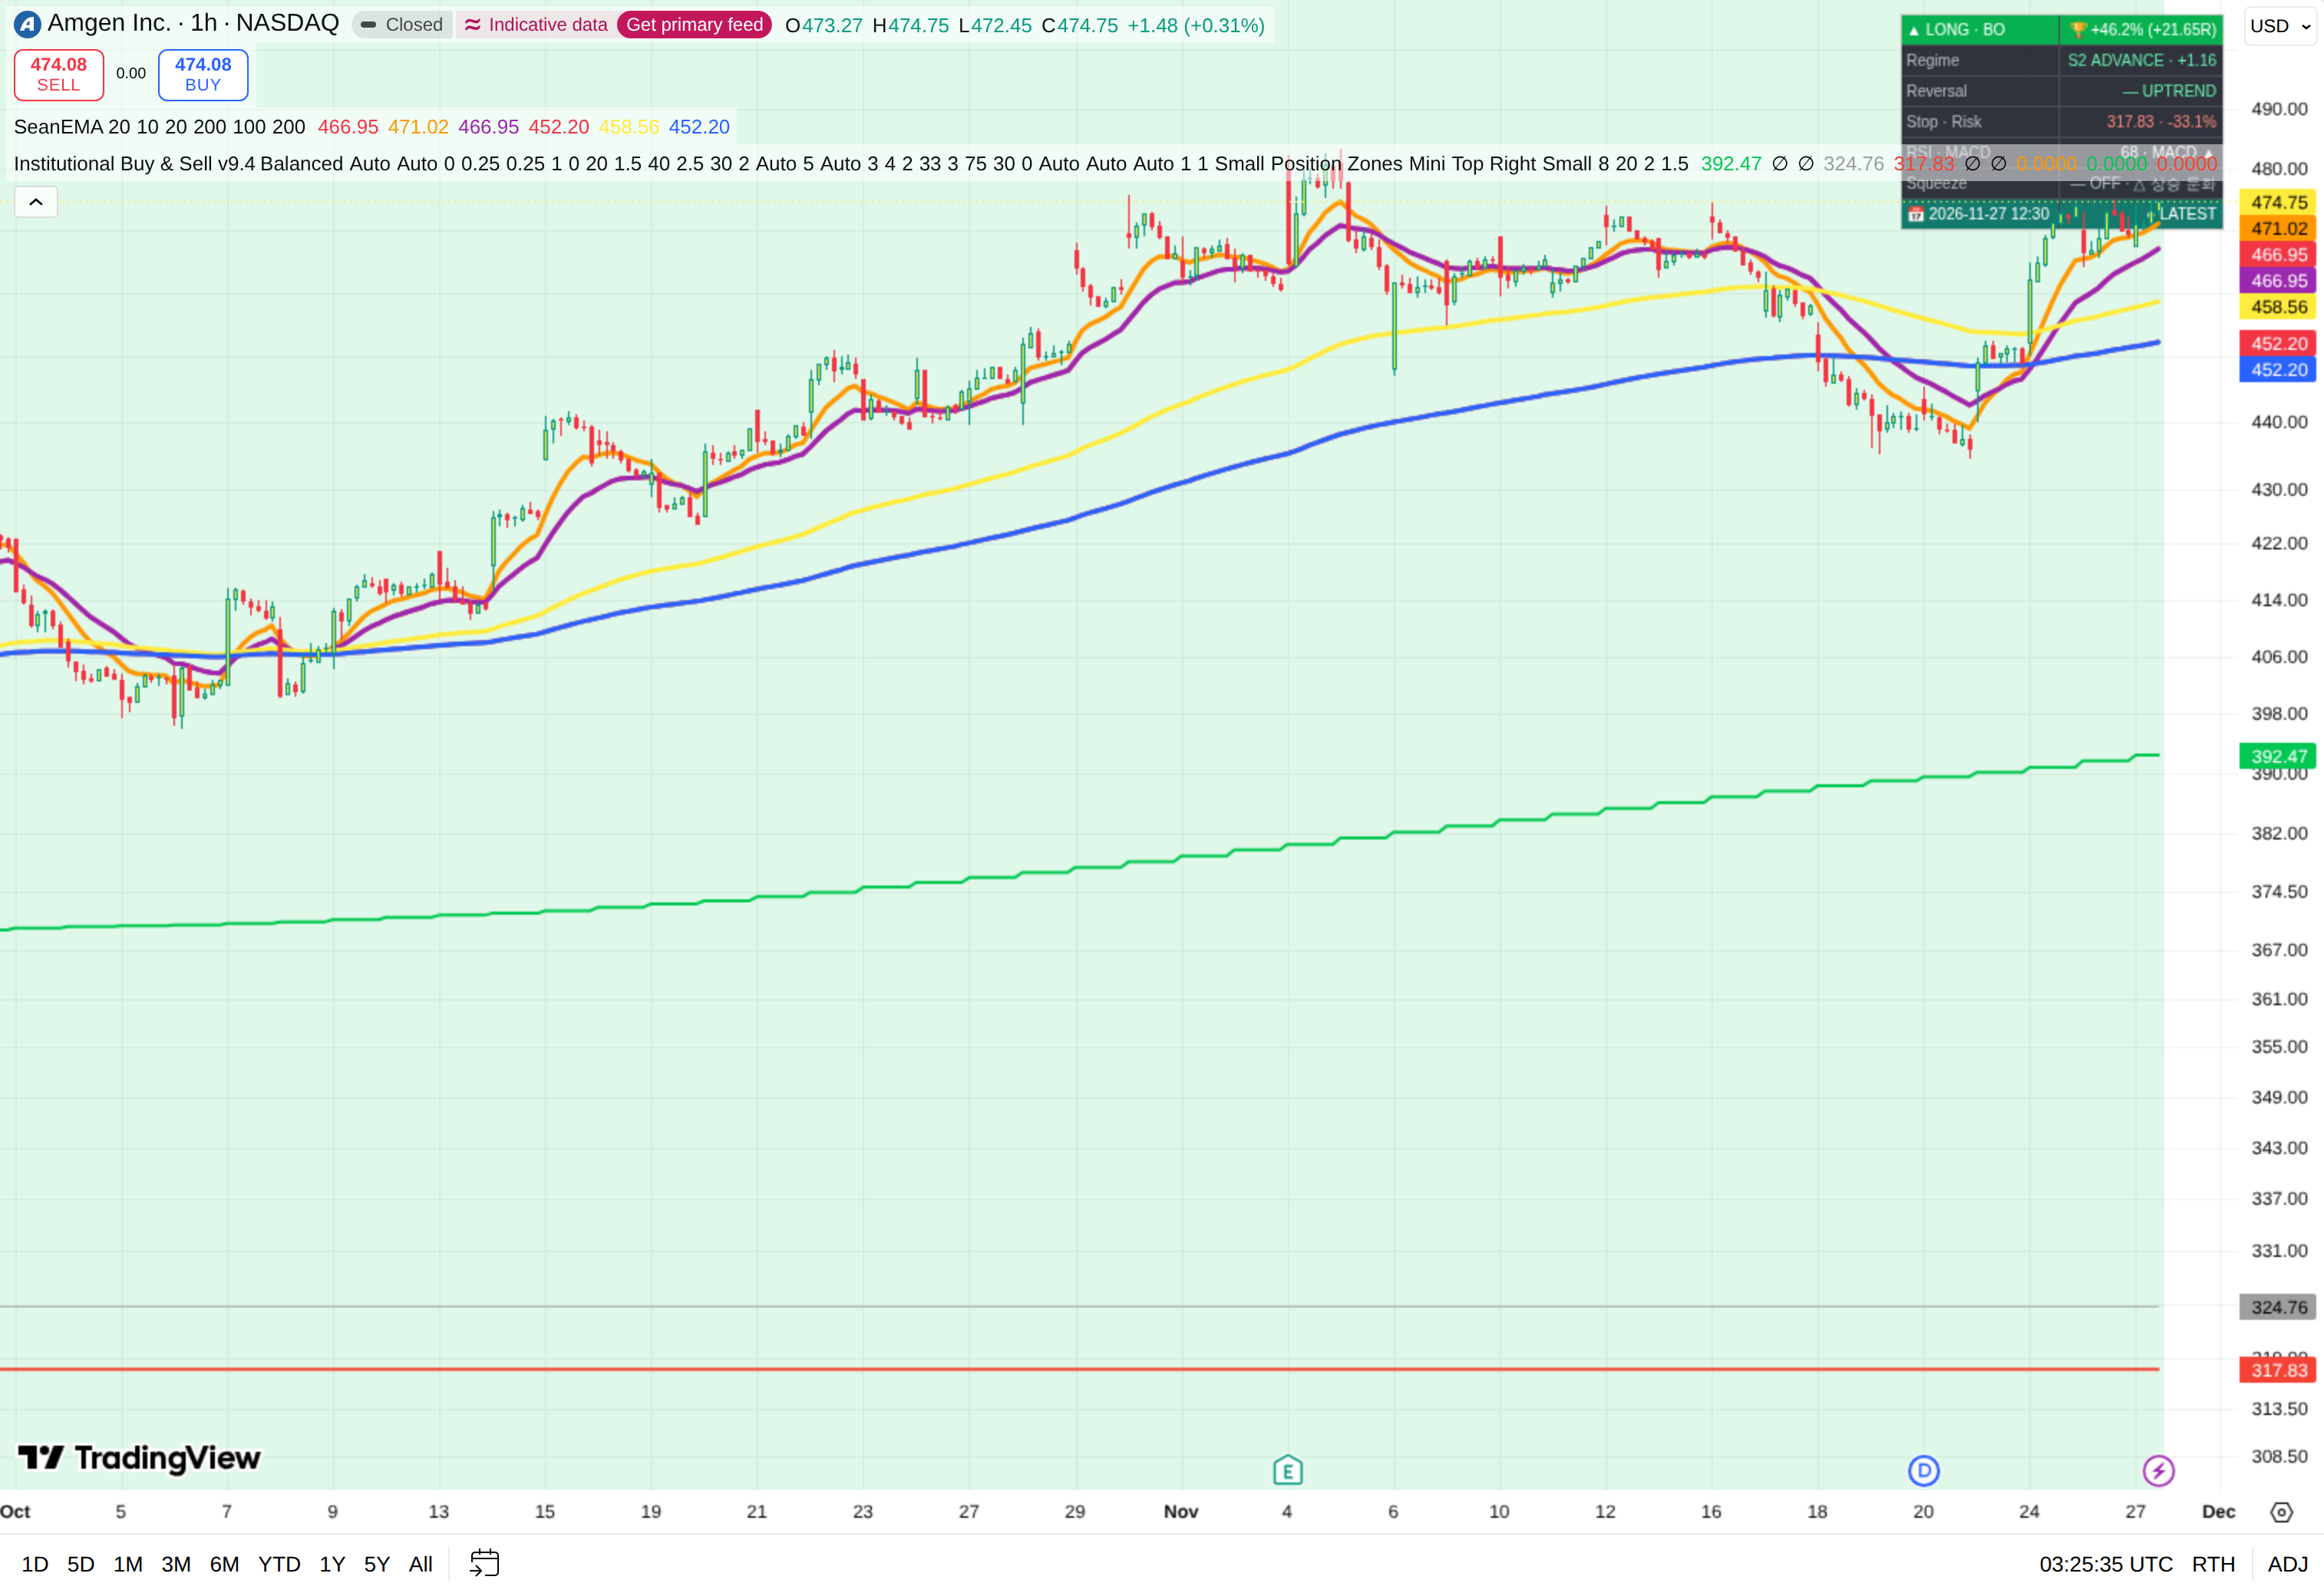 Amgen Inc. · 1h · NASDAQ Closed Indicative data Get primary feed O473.27 H474.75 L472.45 C474.75 +1.48 (+0.31%)
474.08 SELL 0.00 474.08 BUY
SeanEMA 20 10 20 200 100 200 466.95 471.02 466.95 452.20 458.56 452.20
Institutional Buy & Sell v9.4 Balanced Auto Auto 0 0.25 0.25 1 0 20 1.5 40 2.5 30 2 Auto 5 Auto 3 4 2 33 3 75 30 0 Auto Auto Auto 1 1 Small Position Zones Mini Top Right Small 8 20 2 1.5 392.47 ∅ ∅ 324.76 317.83 ∅ ∅ 0.0000 0.0000 0.0000
▲ LONG · BO 🏆 +46.2% (+21.65R)
Regime S2 ADVANCE · +1.16
Reversal — UPTREND
Stop · Risk 317.83 · -33.1%
RSI · MACD 68 · MACD ▲
Squeeze — OFF · △ 상승 둔화
📅 2026-11-27 12:30 LATEST
USD
490.00
480.00
474.75
471.02
466.95
466.95
458.56
452.20
452.20
440.00
430.00
422.00
414.00
406.00
398.00
392.47
390.00
382.00
374.50
367.00
361.00
355.00
349.00
343.00
337.00
331.00
324.76
317.83
313.50
308.50
TradingView
E D
Oct 5 7 9 13 15 19 21 23 27 29 Nov 4 6 10 12 16 18 20 24 27 Dec
1D 5D 1M 3M 6M YTD 1Y 5Y All 03:25:35 UTC RTH ADJ